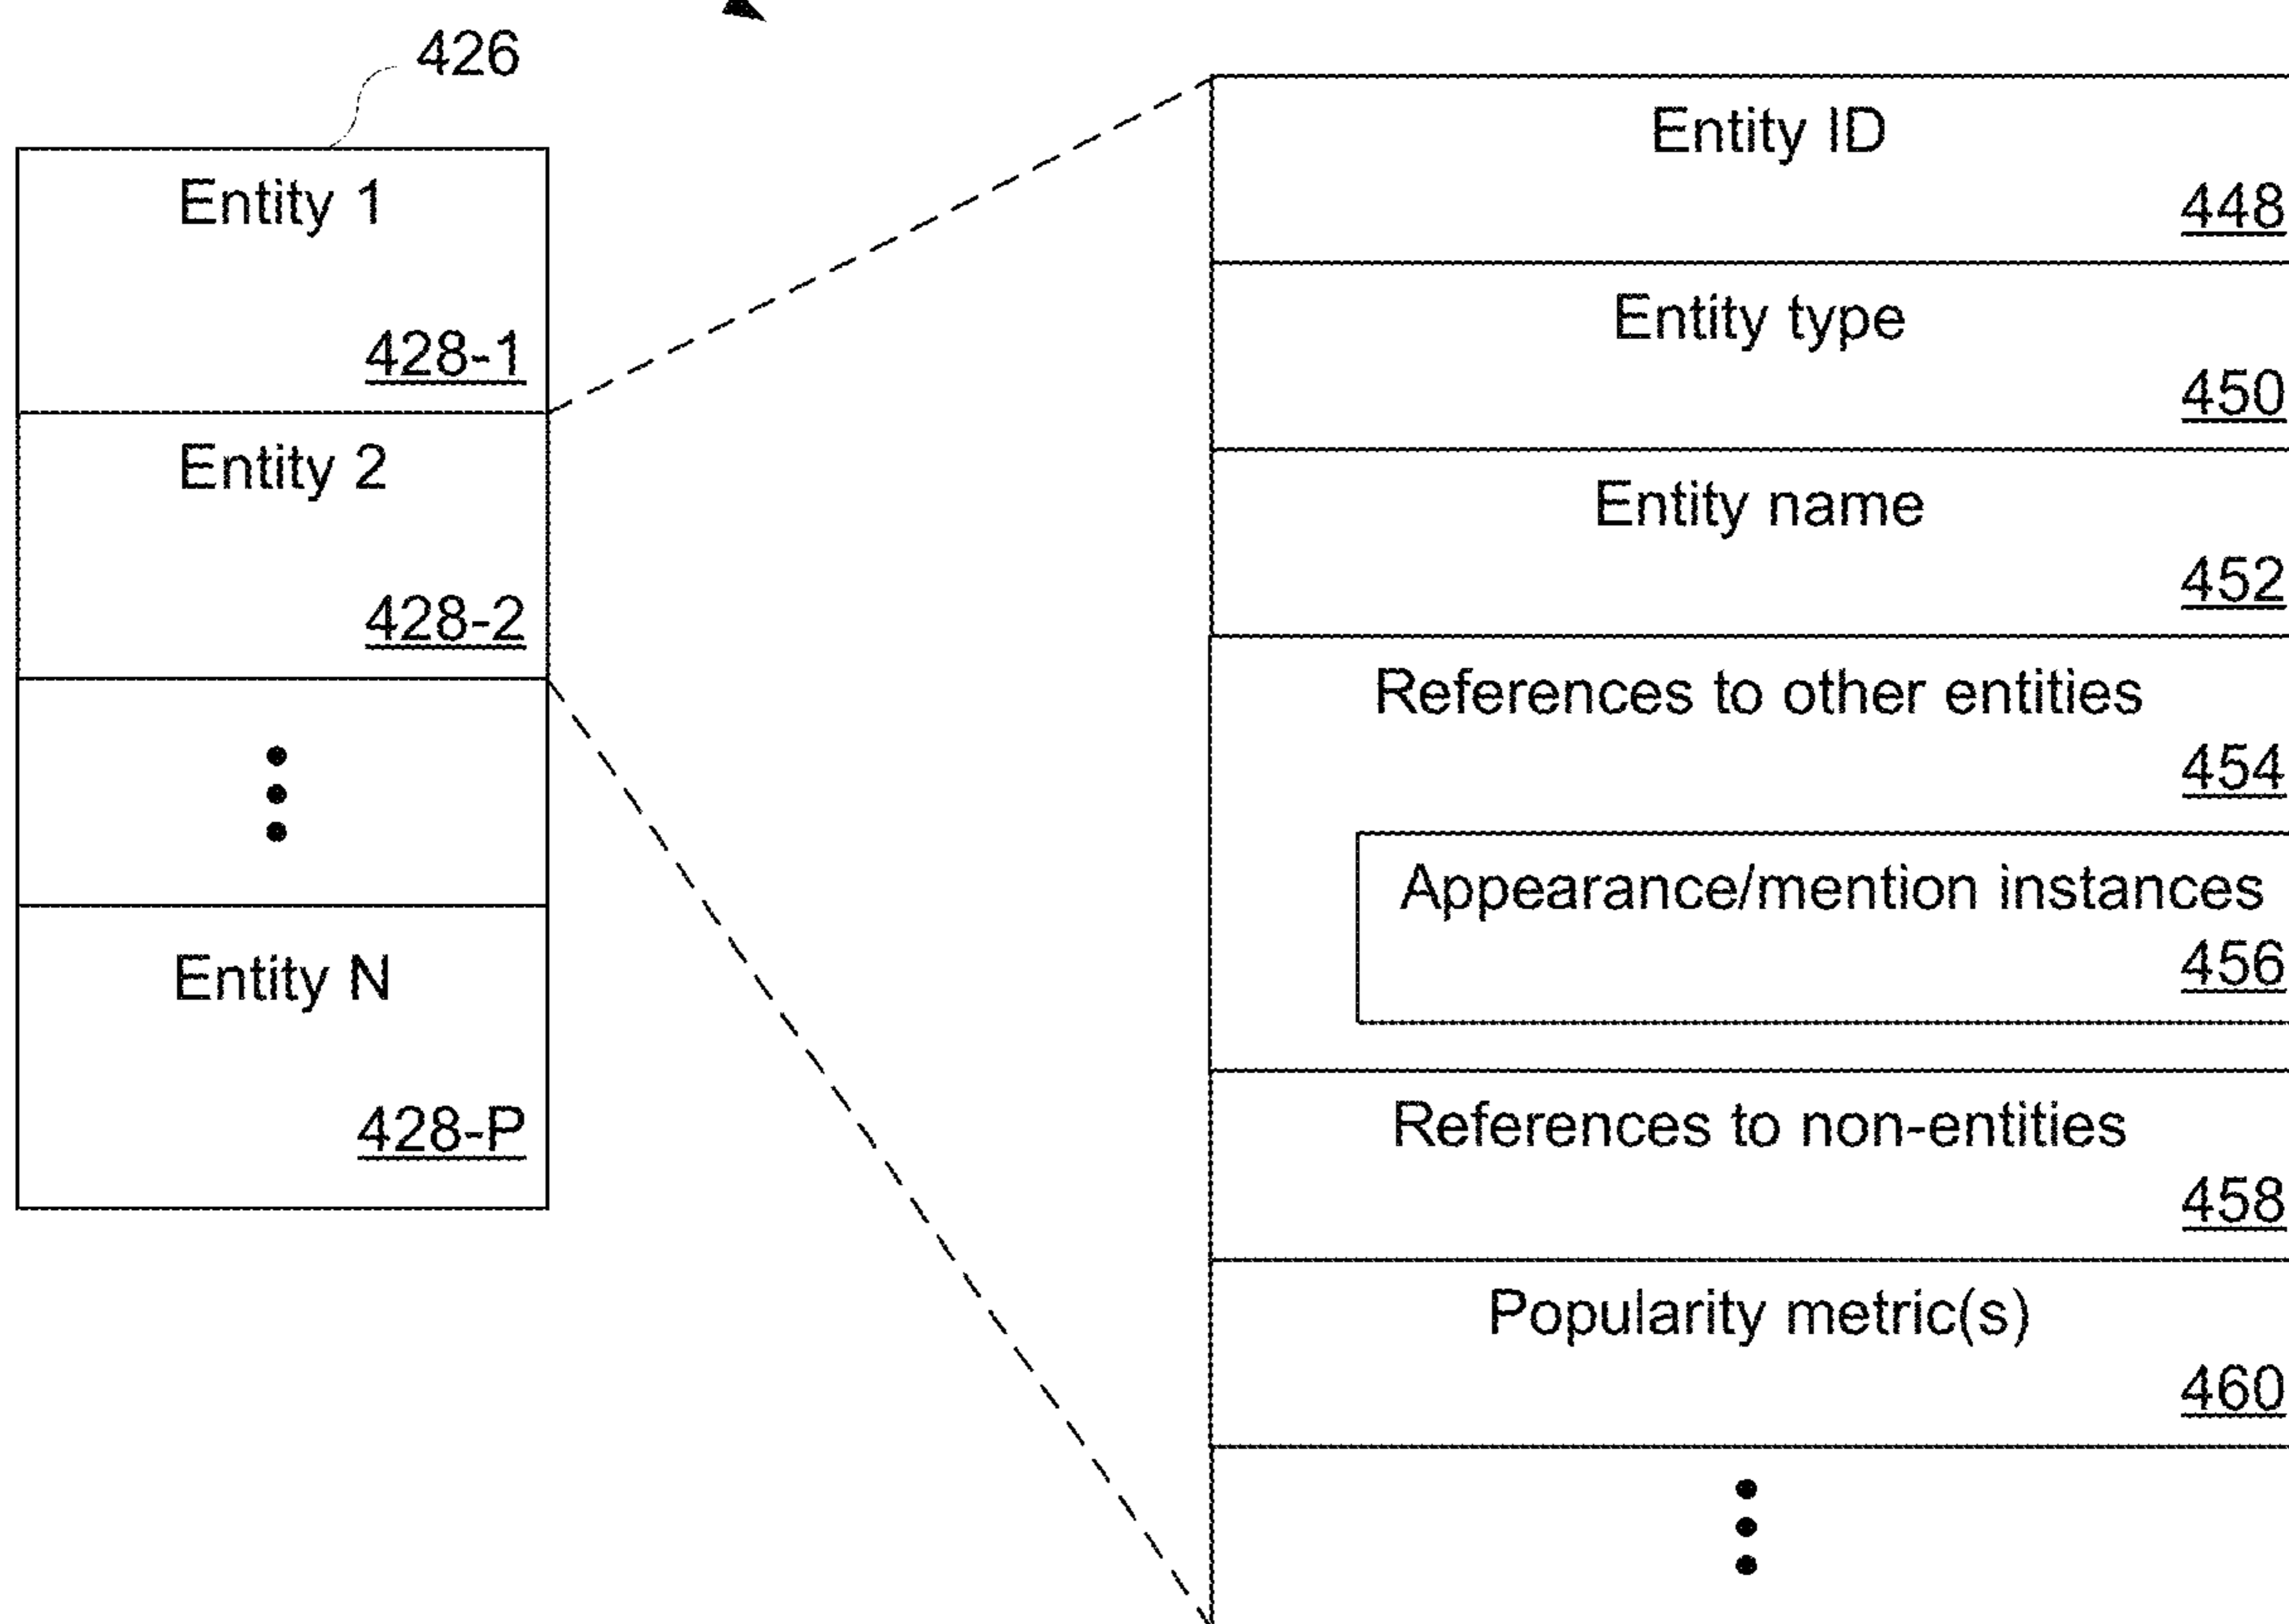 426
Entity 1
428-1
Entity 2
428-2
Entity N
428-P
Entity ID
448
Entity type
450
Entity name
452
References to other entities
454
Appearance/mention instances
456
References to non-entities
458
Popularity metric(s)
460